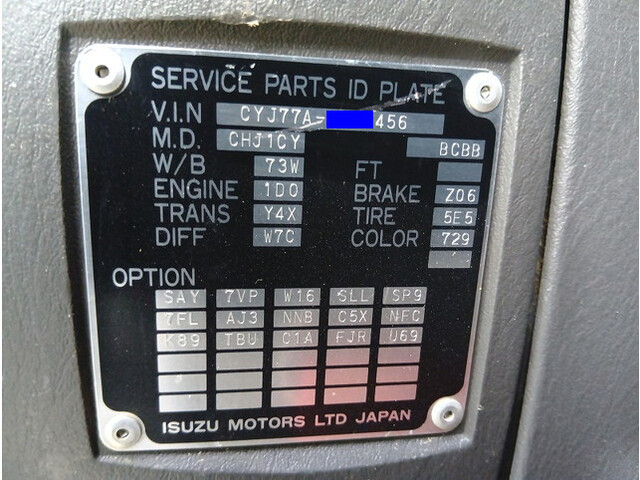 SERVICE PARTS ID PLATE
V.I.N CYJ77A- 456
M.D. CHJ1CY BCBB
W/B 73W FT
ENGINE 1D0 BRAKE Z06
TRANS Y4X TIRE 5E5
DIFF W7C COLOR 729
OPTION
SAY 7VP W16 SLL SP9
7FL AJ3 NNB C5X NFC
K89 TBU C1A FJR U69
ISUZU MOTORS LTD JAPAN